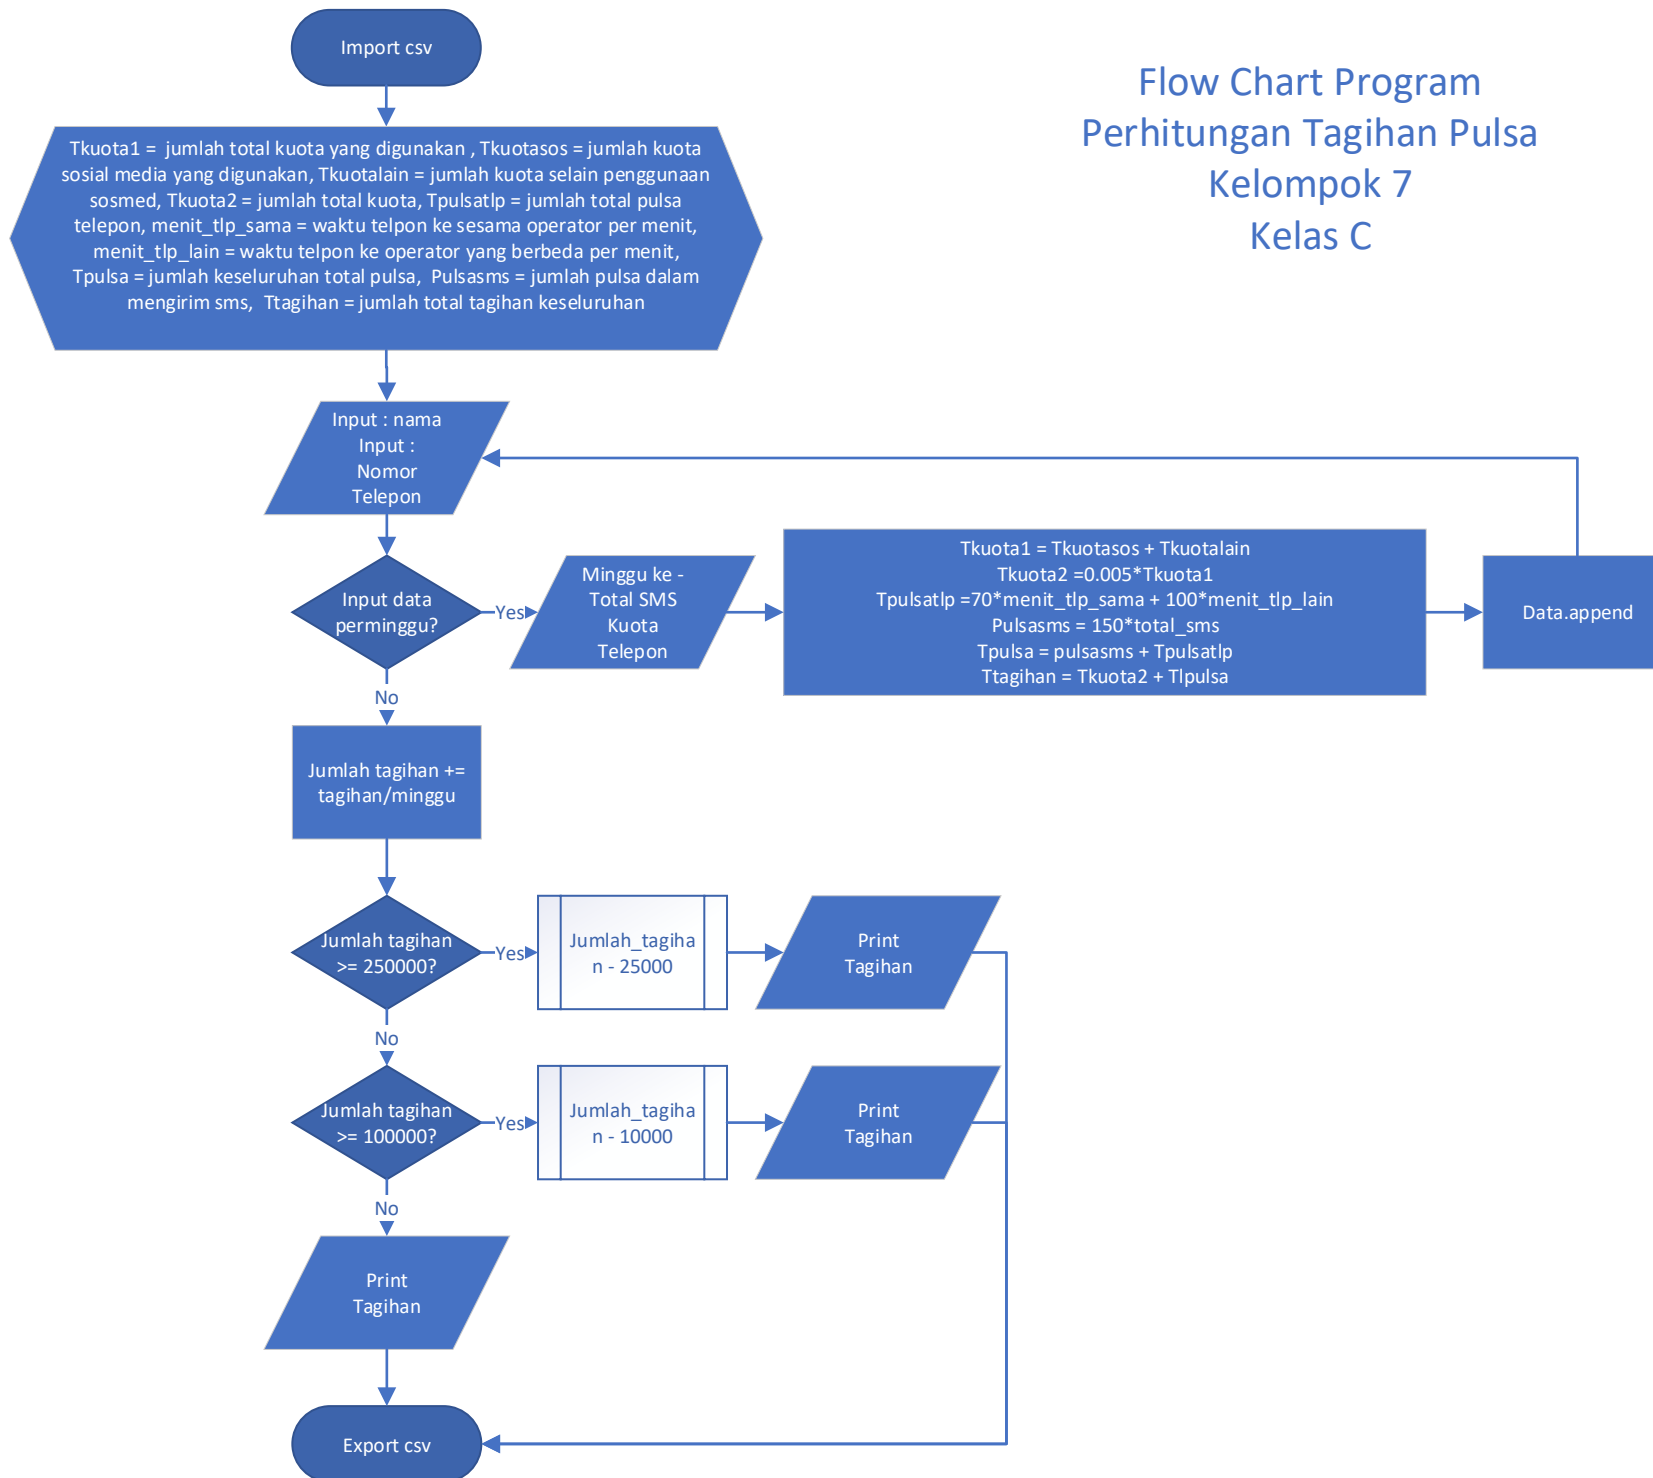 Import csv
Flow Chart Program
Perhitungan Tagihan Pulsa
Kelompok 7
Kelas C
Tkuota1 =  jumlah total kuota yang digunakan , Tkuotasos = jumlah kuota
sosial media yang digunakan, Tkuotalain = jumlah kuota selain penggunaan
sosmed, Tkuota2 = jumlah total kuota, Tpulsatlp = jumlah total pulsa
telepon, menit_tlp_sama = waktu telpon ke sesama operator per menit,
menit_tlp_lain = waktu telpon ke operator yang berbeda per menit,
Tpulsa = jumlah keseluruhan total pulsa,  Pulsasms = jumlah pulsa dalam
mengirim sms,  Ttagihan = jumlah total tagihan keseluruhan
Input : nama
Input :
Nomor
Telepon
Input data
perminggu?
Yes
Minggu ke -
Total SMS
Kuota
Telepon
Tkuota1 = Tkuotasos + Tkuotalain
Tkuota2 =0.005*Tkuota1
Tpulsatlp =70*menit_tlp_sama + 100*menit_tlp_lain
Pulsasms = 150*total_sms
Tpulsa = pulsasms + Tpulsatlp
Ttagihan = Tkuota2 + Tlpulsa
Data.append
No
Jumlah tagihan +=
tagihan/minggu
Jumlah tagihan
>= 250000?
Yes
Jumlah_tagiha
n - 25000
Print
Tagihan
No
Jumlah tagihan
>= 100000?
Yes
Jumlah_tagiha
n - 10000
Print
Tagihan
No
Print
Tagihan
Export csv